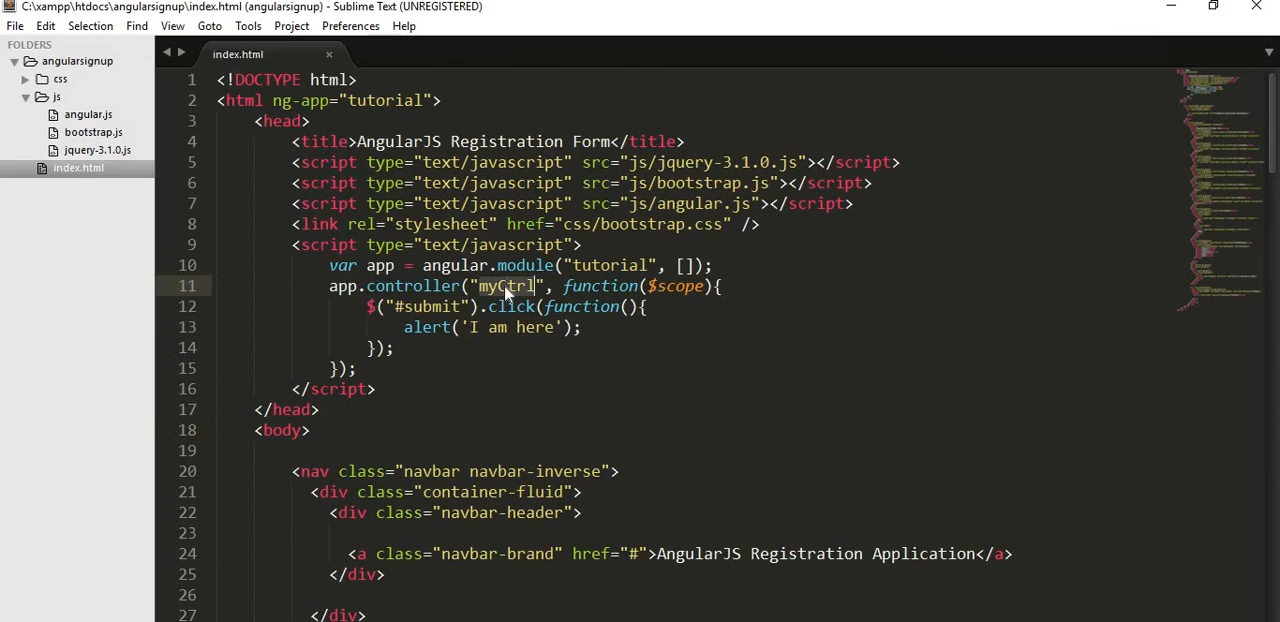 C:\xampp\htdocs\angularsignup\index.html (angularsignup) - Sublime Text (UNREGISTERED)
File Edit Selection Find View Goto Tools Project Preferences Help
FOLDERS
angularsignup
css
js
angular.js
bootstrap.js
jquery-3.1.0.js
index.html
index.html ×
1 <!DOCTYPE html>
2 <html ng-app="tutorial">
3 <head>
4 <title>AngularJS Registration Form</title>
5 <script type="text/javascript" src="js/jquery-3.1.0.js"></script>
6 <script type="text/javascript" src="js/bootstrap.js"></script>
7 <script type="text/javascript" src="js/angular.js"></script>
8 <link rel="stylesheet" href="css/bootstrap.css" />
9 <script type="text/javascript">
10 var app = angular.module("tutorial", []);
11 app.controller("myCtrl", function($scope){
12 $("#submit").click(function(){
13 alert('I am here');
14 });
15 });
16 </script>
17 </head>
18 <body>
19
20 <nav class="navbar navbar-inverse">
21 <div class="container-fluid">
22 <div class="navbar-header">
23
24 <a class="navbar-brand" href="#">AngularJS Registration Application</a>
25 </div>
26
27 </div>